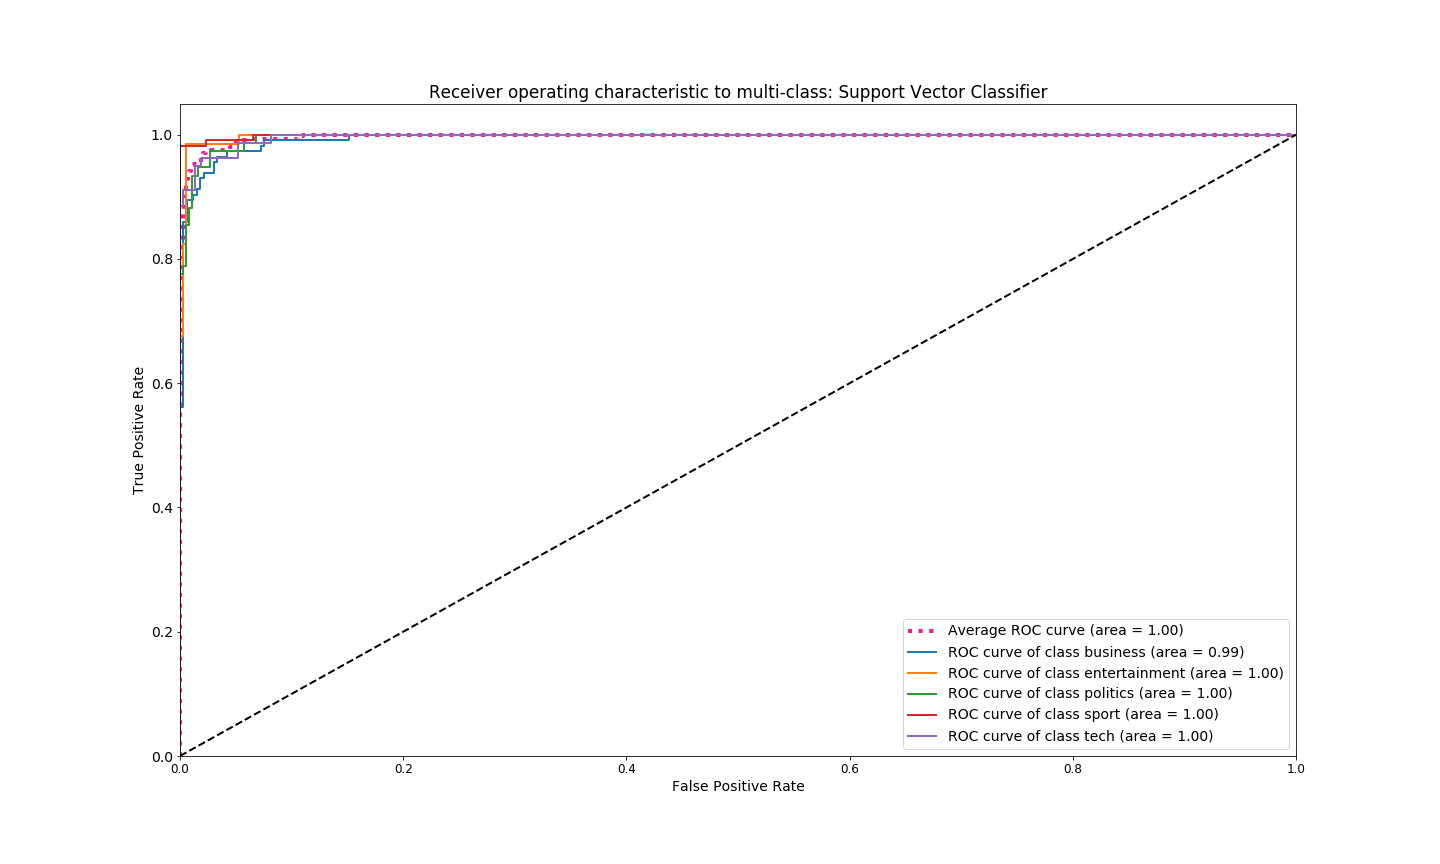 Receiver operating characteristic to multi-class: Support Vector Classifier
True Positive Rate
1.0
0.8
0.6
0.4
0.2
0.0
0.0 0.2 0.4 0.6 0.8 1.0
False Positive Rate
Average ROC curve (area = 1.00)
ROC curve of class business (area = 0.99)
ROC curve of class entertainment (area = 1.00)
ROC curve of class politics (area = 1.00)
ROC curve of class sport (area = 1.00)
ROC curve of class tech (area = 1.00)